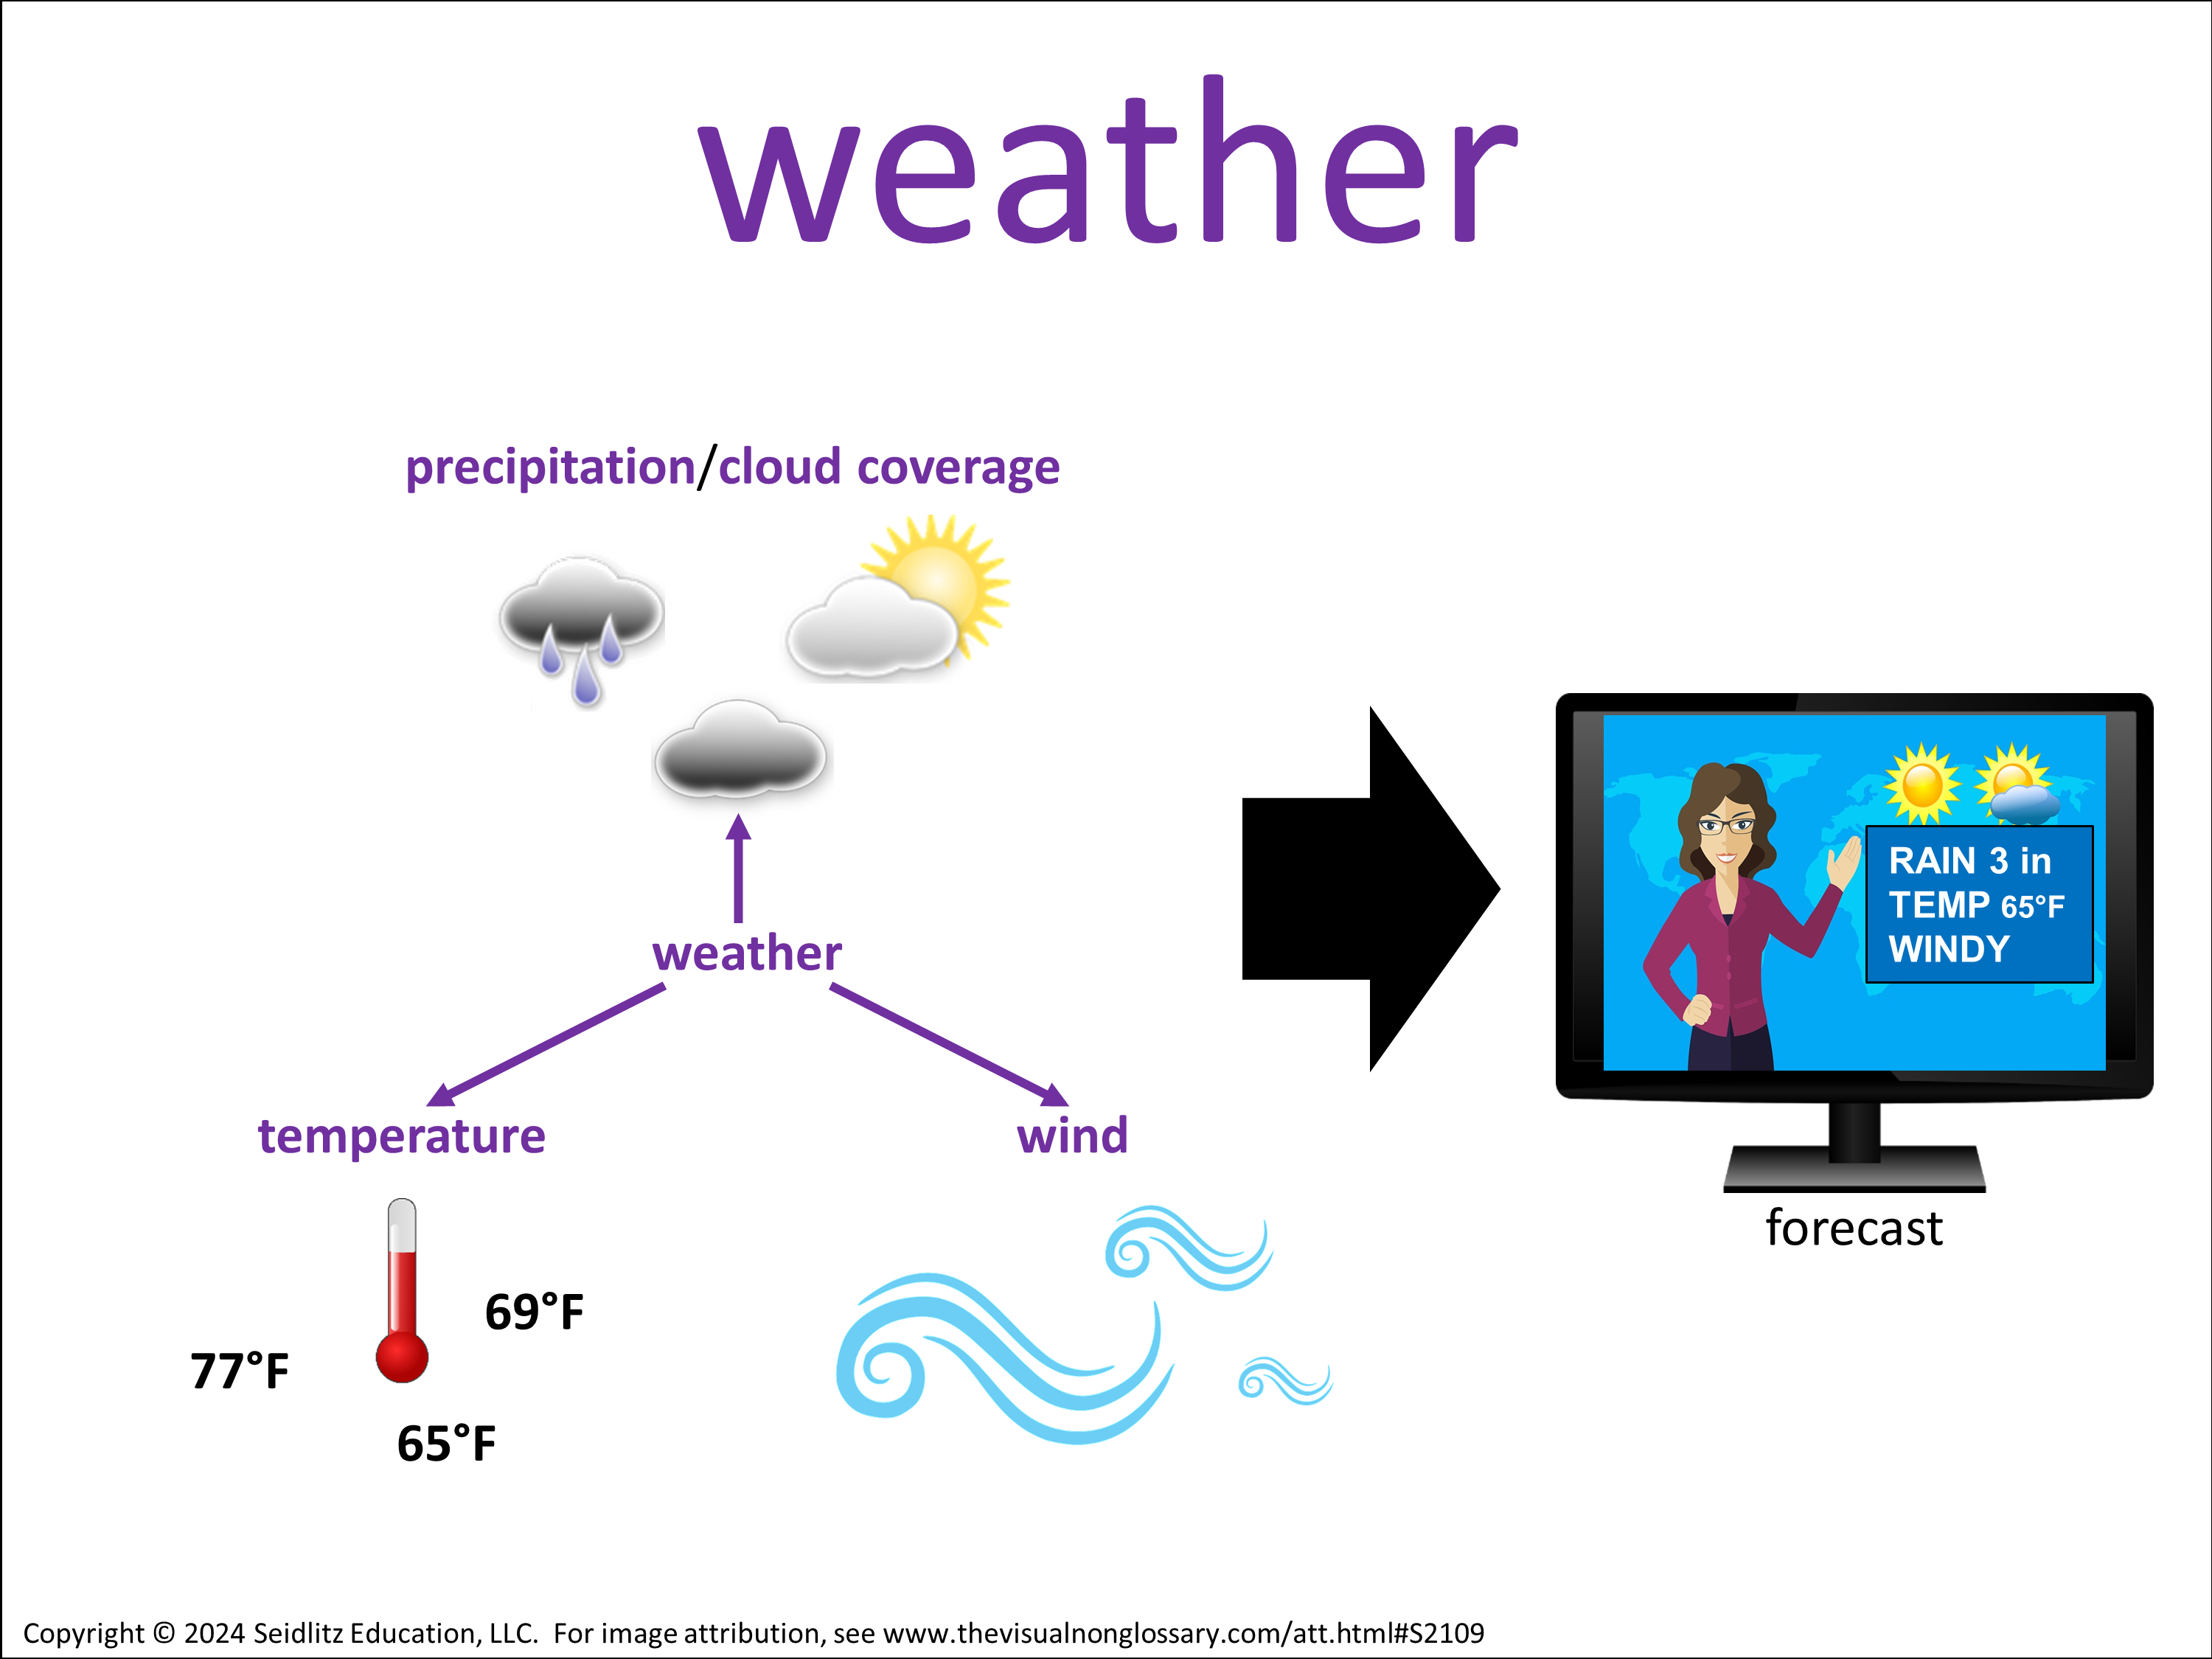 weather
precipitation/cloud coverage
weather
temperature
wind
69°F
77°F
65°F
RAIN 3 in
TEMP 65°F
WINDY
forecast
Copyright © 2024 Seidlitz Education, LLC.  For image attribution, see www.thevisualnonglossary.com/att.html#S2109